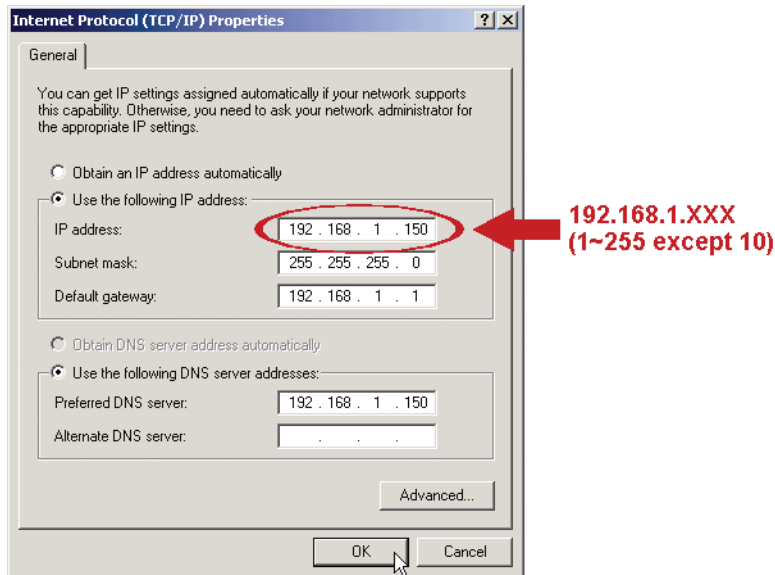 Internet Protocol (TCP/IP) Properties
General
You can get IP settings assigned automatically if your network supports
this capability. Otherwise, you need to ask your network administrator for
the appropriate IP settings.
Obtain an IP address automatically
Use the following IP address:
IP address: 192 . 168 . 1 . 150
Subnet mask: 255 . 255 . 255 . 0
Default gateway: 192 . 168 . 1 . 1
192.168.1.XXX
(1~255 except 10)
Obtain DNS server address automatically
Use the following DNS server addresses:
Preferred DNS server: 192 . 168 . 1 . 150
Alternate DNS server: . . .
Advanced...
OK Cancel